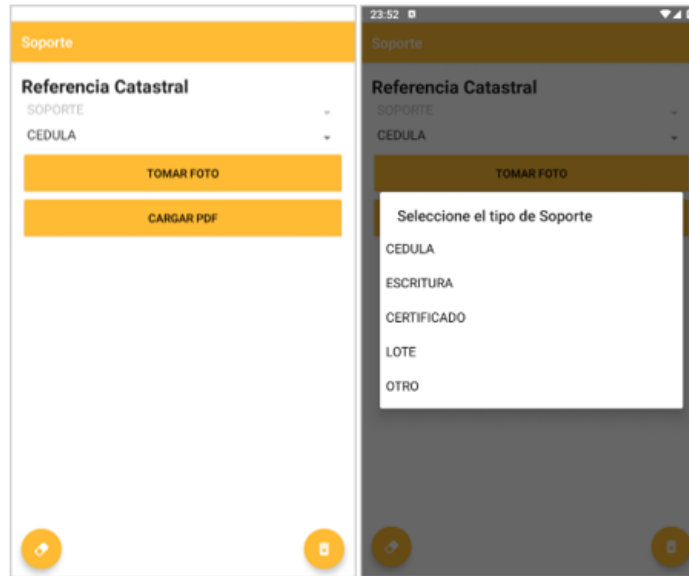 Soporte
Referencia Catastral
SOPORTE
CEDULA
TOMAR FOTO
CARGAR PDF
23:52
Soporte
Referencia Catastral
SOPORTE
CEDULA
TOMAR FOTO
Seleccione el tipo de Soporte
CEDULA
ESCRITURA
CERTIFICADO
LOTE
OTRO